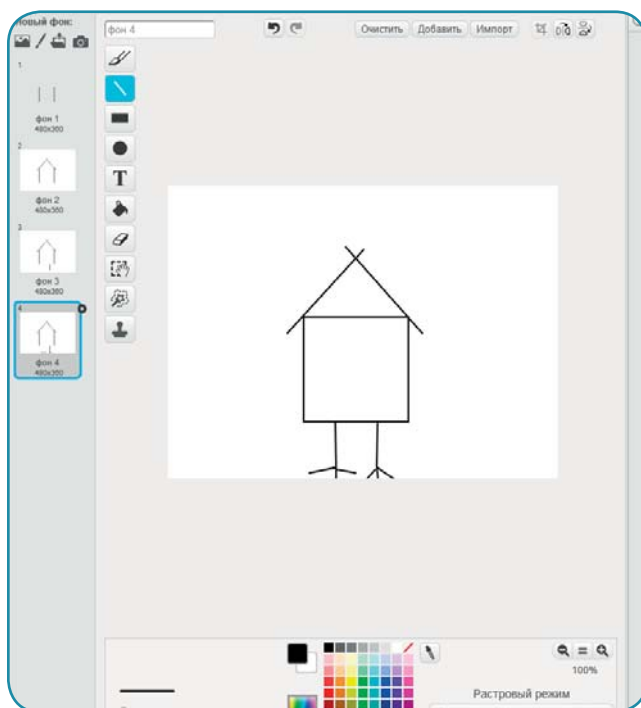 Новый фон:
1
фон 1
480x360
2
фон 2
480x360
3
фон 3
480x360
4
фон 4
480x360
фон 4
Очистить Добавить Импорт
T
100%
Растровый режим